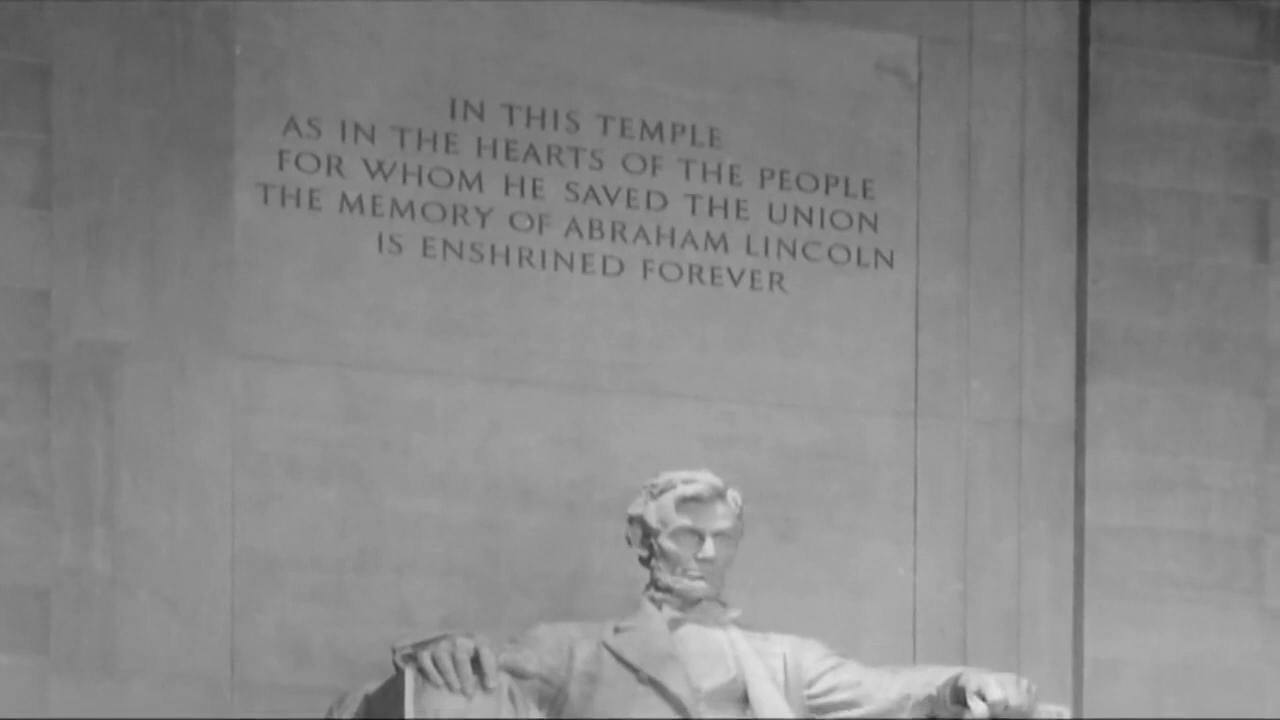 IN THIS TEMPLE
AS IN THE HEARTS OF THE PEOPLE
FOR WHOM HE SAVED THE UNION
THE MEMORY OF ABRAHAM LINCOLN
IS ENSHRINED FOREVER